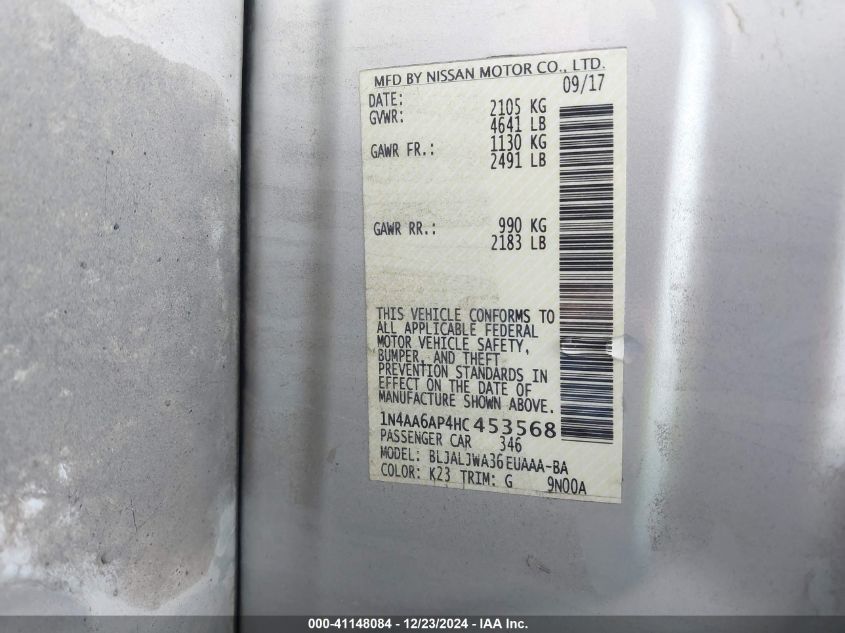 MFD BY NISSAN MOTOR CO., LTD.
DATE: 09/17
GVWR: 2105 KG
4641 LB
GAWR FR.: 1130 KG
2491 LB
GAWR RR.: 990 KG
2183 LB
THIS VEHICLE CONFORMS TO
ALL APPLICABLE FEDERAL
MOTOR VEHICLE SAFETY,
BUMPER, AND THEFT
PREVENTION STANDARDS IN
EFFECT ON THE DATE OF
MANUFACTURE SHOWN ABOVE.
1N4AA6AP4HC453568
PASSENGER CAR 346
MODEL: BLJALJWA36EUAAA-BA
COLOR: K23 TRIM: G 9N00A
000-41148084 - 12/23/2024 - IAA Inc.